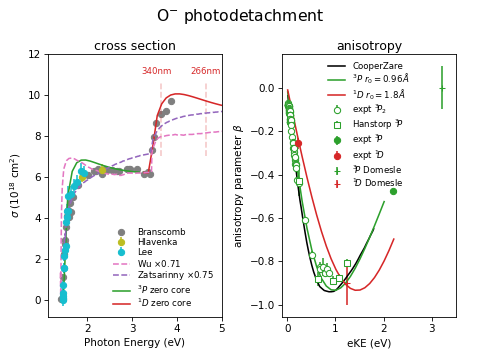 O⁻ photodetachment
cross section
340nm 266nm
12
10
8
6
4
2
0
σ (10¹⁸ cm²)
Branscomb
Hlavenka
Lee
Wu ×0.71
Zatsarinny ×0.75
³P zero core
¹D zero core
2 3 4 5
Photon Energy (eV)
anisotropy
0.0
−0.2
−0.4
−0.6
−0.8
−1.0
anisotropy parameter β
CooperZare
³P r₀ = 0.96Å
¹D r₀ = 1.8Å
expt ³P₂
Hanstorp ³P
expt ³P
expt ¹D
³P Domesle
¹D Domesle
0 1 2 3
eKE (eV)